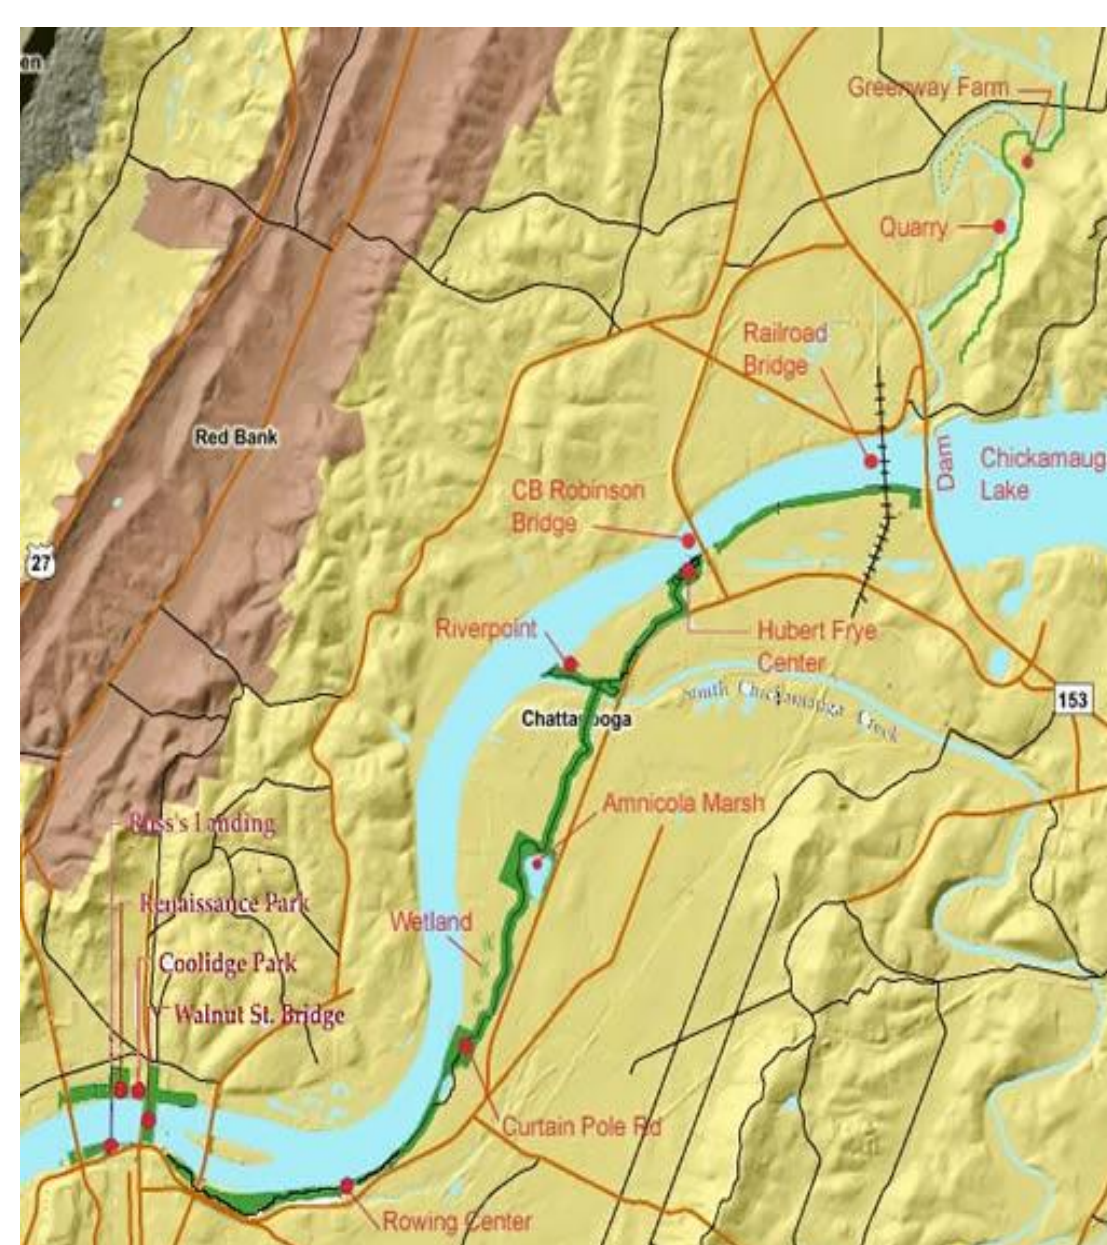 en
Greenway Farm
Quarry
Railroad
Bridge
Red Bank
Dam
Chickamaug
Lake
CB Robinson
Bridge
27
Riverpoint
Hubert Frye
Center
South Chickamauga Creek
153
Chattanooga
Amnicola Marsh
Ross's Landing
Renaissance Park
Wetland
Coolidge Park
Walnut St. Bridge
Curtain Pole Rd
Rowing Center